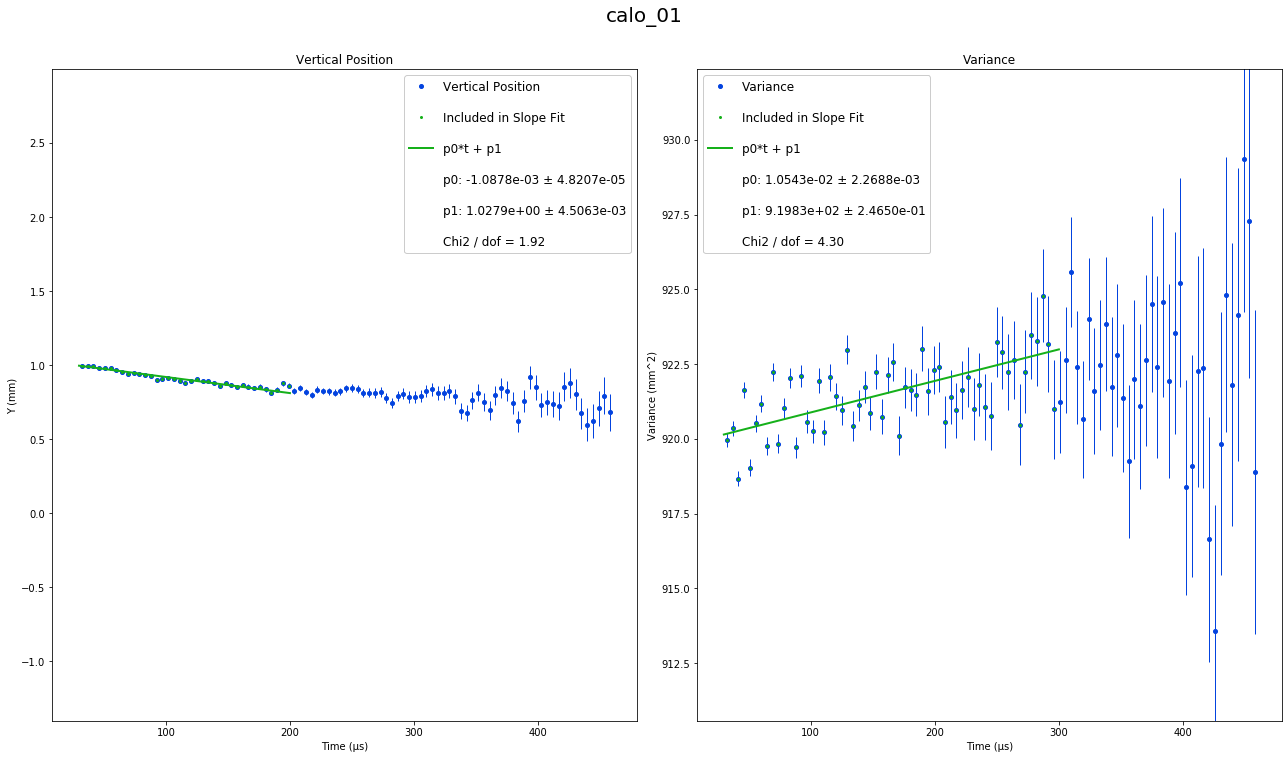 calo_01
Vertical Position
Vertical Position
Included in Slope Fit
p0*t + p1
p0: -1.0878e-03 ± 4.8207e-05
p1: 1.0279e+00 ± 4.5063e-03
Chi2 / dof = 1.92
2.5
2.0
1.5
1.0
0.5
0.0
−0.5
−1.0
Y (mm)
100
200
300
400
Time (µs)
Variance
Variance
Included in Slope Fit
p0*t + p1
p0: 1.0543e-02 ± 2.2688e-03
p1: 9.1983e+02 ± 2.4650e-01
Chi2 / dof = 4.30
930.0
927.5
925.0
922.5
920.0
917.5
915.0
912.5
Variance (mm^2)
100
200
300
400
Time (µs)